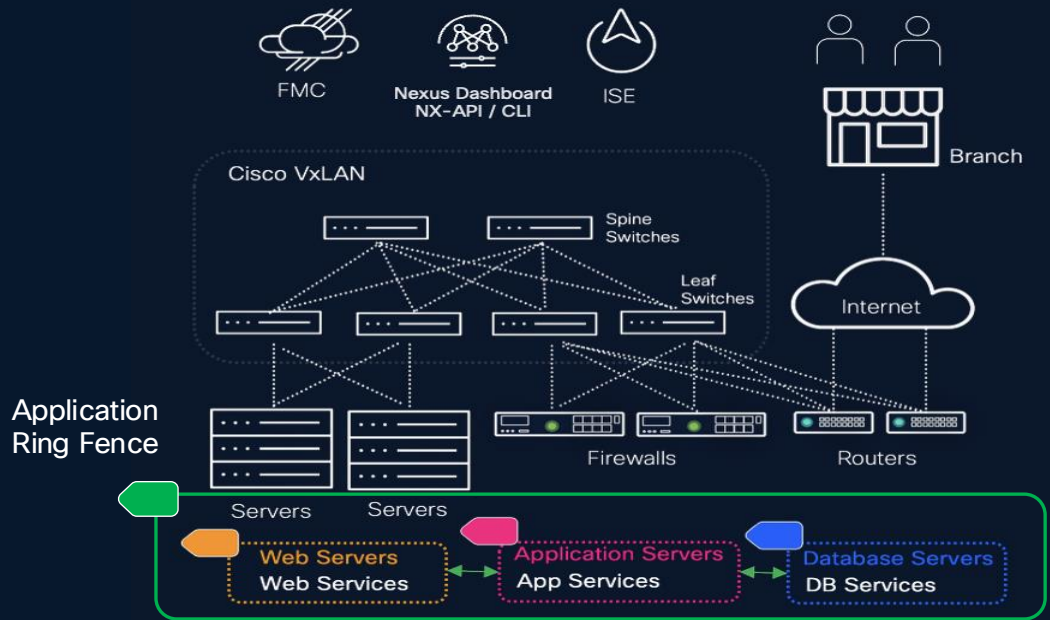 FMC
Nexus Dashboard
NX-API / CLI
ISE
Branch
Cisco VxLAN
Spine
Switches
Leaf
Switches
Internet
Application
Ring Fence
Servers
Servers
Firewalls
Routers
Web Servers
Web Services
Application Servers
App Services
Database Servers
DB Services